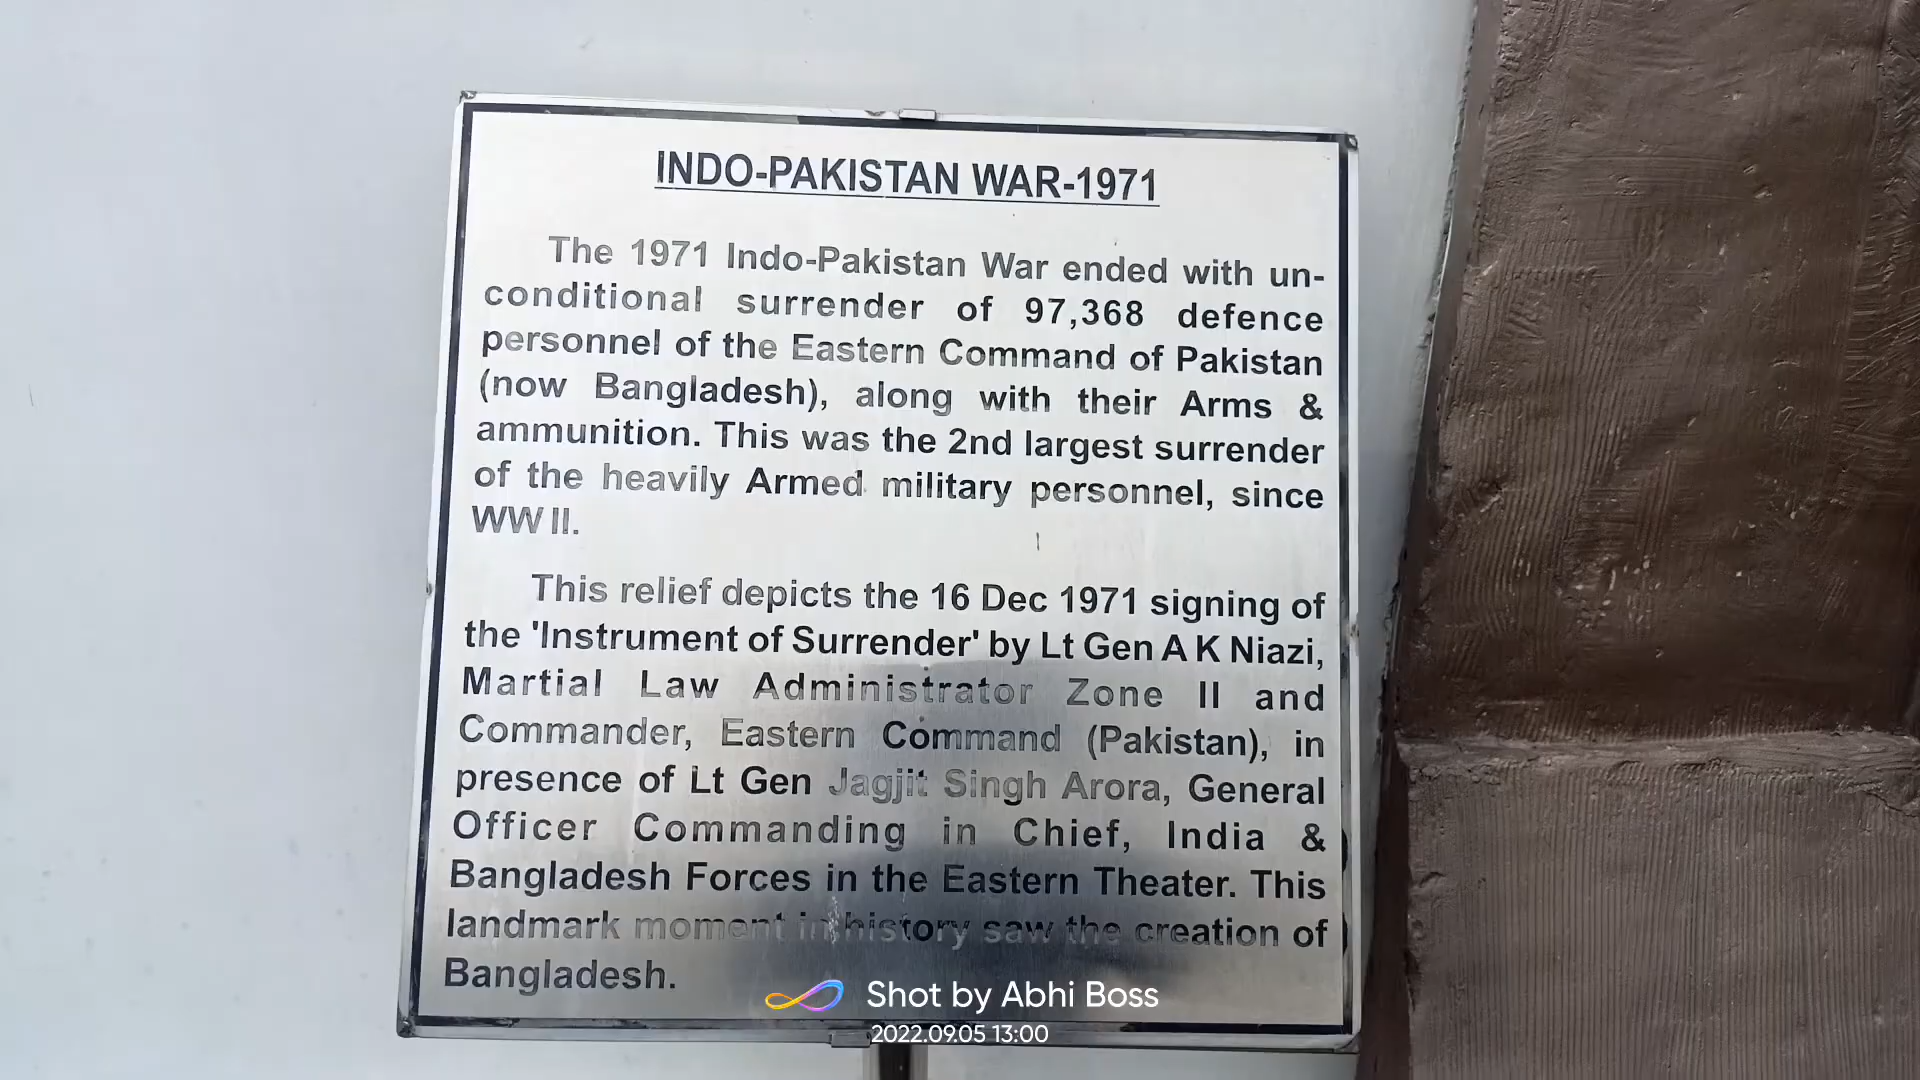 INDO-PAKISTAN WAR-1971
The 1971 Indo-Pakistan War ended with un-
conditional surrender of 97,368 defence
personnel of the Eastern Command of Pakistan
(now Bangladesh), along with their Arms &
ammunition. This was the 2nd largest surrender
of the heavily Armed military personnel, since
WW II.
This relief depicts the 16 Dec 1971 signing of
the 'Instrument of Surrender' by Lt Gen A K Niazi,
Martial Law Administrator Zone II and
Commander, Eastern Command (Pakistan), in
presence of Lt Gen Jagjit Singh Arora, General
Officer Commanding in Chief, India &
Bangladesh Forces in the Eastern Theater. This
landmark moment in history saw the creation of
Bangladesh.
Shot by Abhi Boss
2022.09.05 13:00